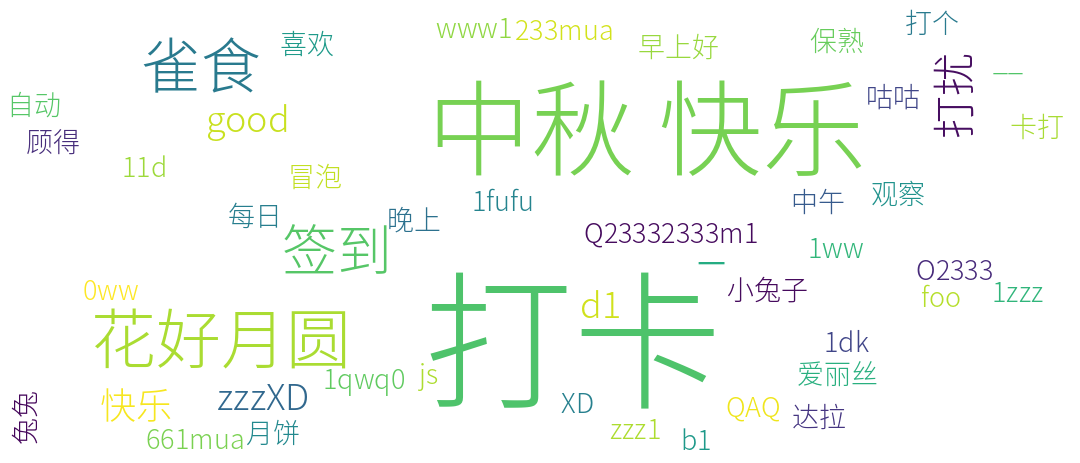 www1
233mua
早上好
保熟
打个
雀食
喜欢
打扰
一一
自动
good
中秋 快乐
咕咕
卡打
顾得
11d
冒泡
1fufu
中午
观察
每日
晚上
签到
Q23332333m1
1ww
一
小兔子
O2333
0ww
d1
foo
1zzz
花好月圆
打卡
1dk
1qwq0
js
爱丽丝
兔兔
快乐
zzzXD
XD
QAQ
达拉
661mua
月饼
zzz1
b1